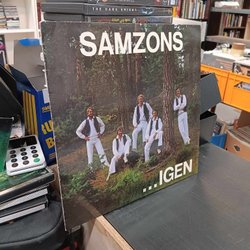 THE DARK KNIGHT
SAMZONS
...IGEN